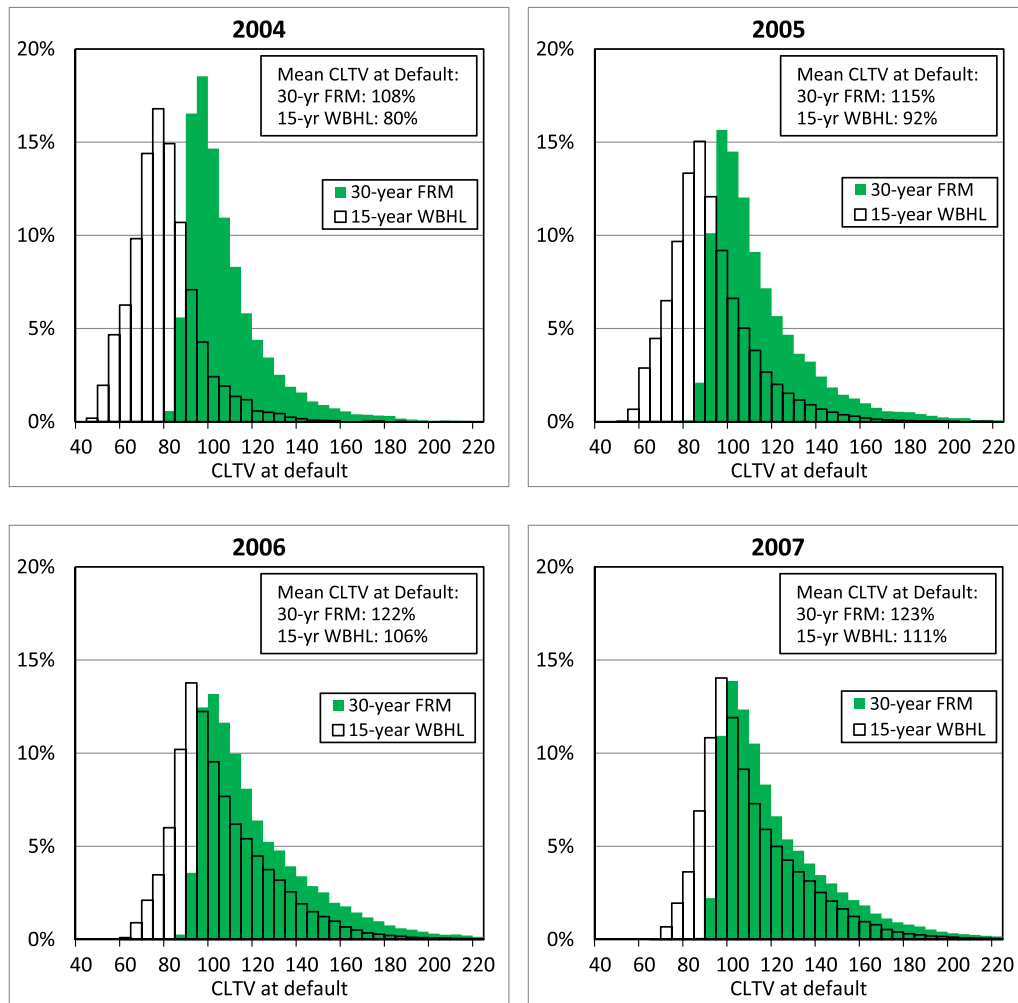 2004
20%
15%
10%
5%
0%
Mean CLTV at Default:
30-yr FRM: 108%
15-yr WBHL: 80%
30-year FRM
15-year WBHL
40 60 80 100 120 140 160 180 200 220
CLTV at default
2005
20%
15%
10%
5%
0%
Mean CLTV at Default:
30-yr FRM: 115%
15-yr WBHL: 92%
30-year FRM
15-year WBHL
40 60 80 100 120 140 160 180 200 220
CLTV at default
2006
20%
15%
10%
5%
0%
Mean CLTV at Default:
30-yr FRM: 122%
15-yr WBHL: 106%
30-year FRM
15-year WBHL
40 60 80 100 120 140 160 180 200 220
CLTV at default
2007
20%
15%
10%
5%
0%
Mean CLTV at Default:
30-yr FRM: 123%
15-yr WBHL: 111%
30-year FRM
15-year WBHL
40 60 80 100 120 140 160 180 200 220
CLTV at default